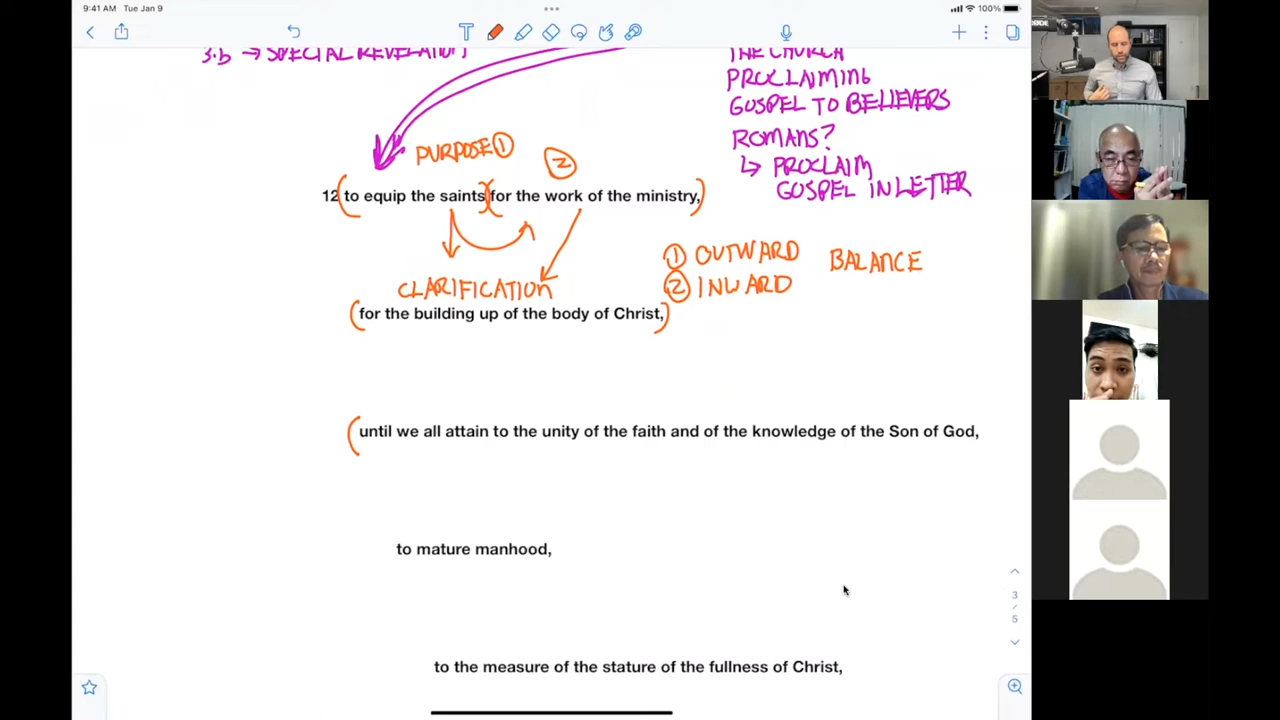 9:41 AM Tue Jan 9
100%
3.b → SPECIAL REVELATION
THE CHURCH
PROCLAIMING
GOSPEL TO BELIEVERS
ROMANS?
↳ PROCLAIM
GOSPEL IN LETTER
PURPOSE ①
②
12 (to equip the saints)(for the work of the ministry,)
① OUTWARD BALANCE
② INWARD
CLARIFICATION
(for the building up of the body of Christ,)
(until we all attain to the unity of the faith and of the knowledge of the Son of God,
to mature manhood,
3
/
5
to the measure of the stature of the fullness of Christ,